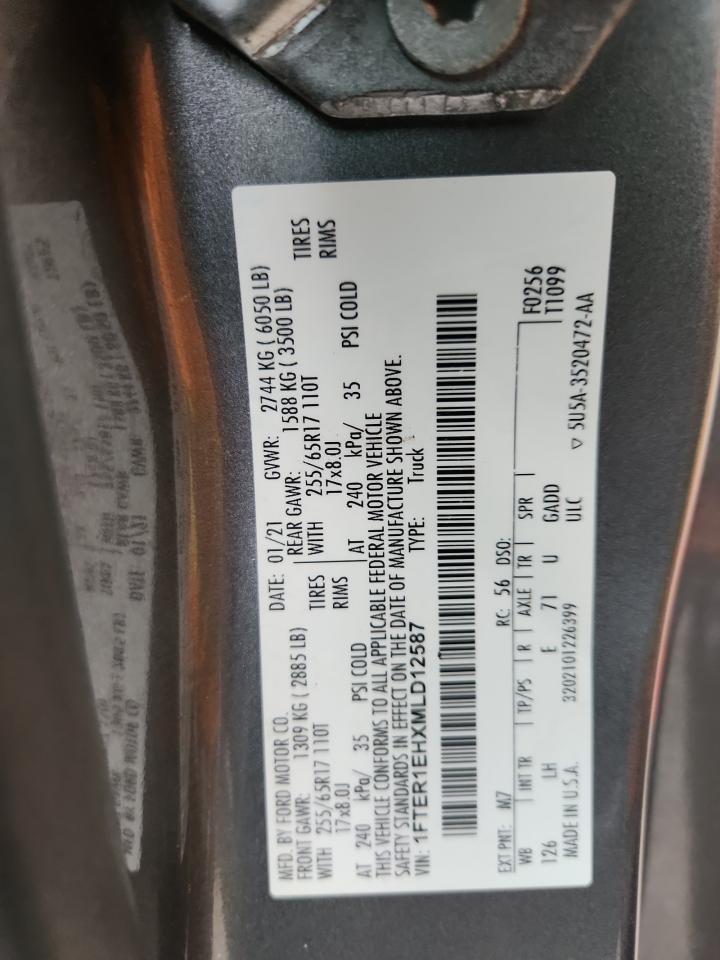 MFD. BY FORD MOTOR CO.
DATE: 01/21 GVWR: 2744 KG ( 6050 LB)
FRONT GAWR: 1309 KG ( 2885 LB)
REAR GAWR: 1588 KG ( 3500 LB)
WITH 255/65R17 110T TIRES
17x8.0J RIMS
AT 240 kPa/ 35 PSI COLD
WITH 255/65R17 110T TIRES
17x8.0J RIMS
AT 240 kPa/ 35 PSI COLD
THIS VEHICLE CONFORMS TO ALL APPLICABLE FEDERAL MOTOR VEHICLE
SAFETY STANDARDS IN EFFECT ON THE DATE OF MANUFACTURE SHOWN ABOVE.
VIN: 1FTER1EHXMLD12587 TYPE: Truck
EXT PNT: M7 RC: 56 DSO:
WB INT TR TP/PS R AXLE TR SPR F0256
126 LH E 71 U GADD T1099
ULC
MADE IN U.S.A. 3202101226399 ▽ 5U5A-3520472-AA